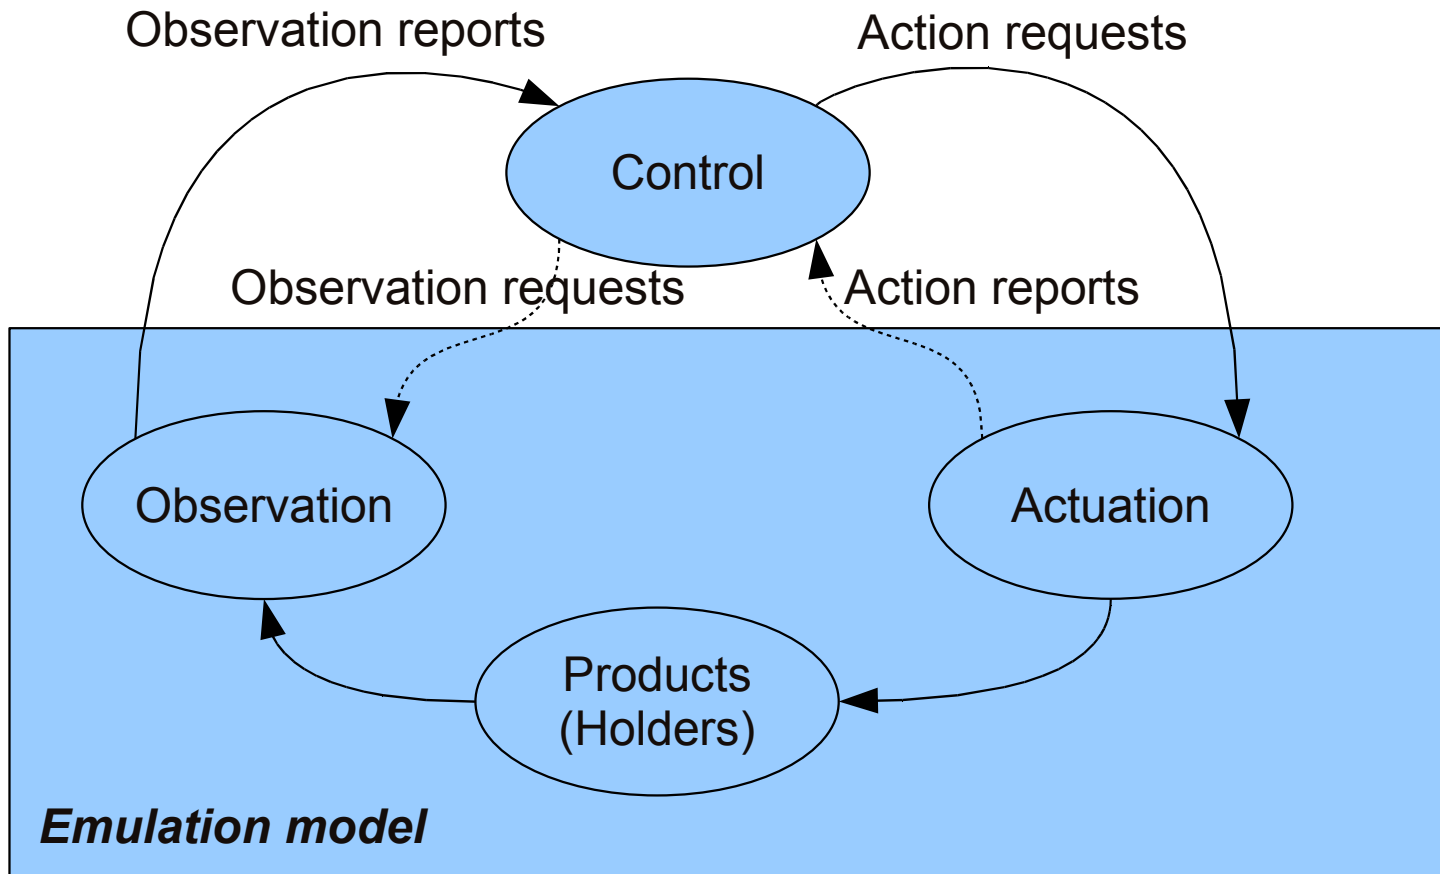 Observation reports
Action requests
Control
Observation requests
Action reports
Observation
Actuation
Products
(Holders)
Emulation model